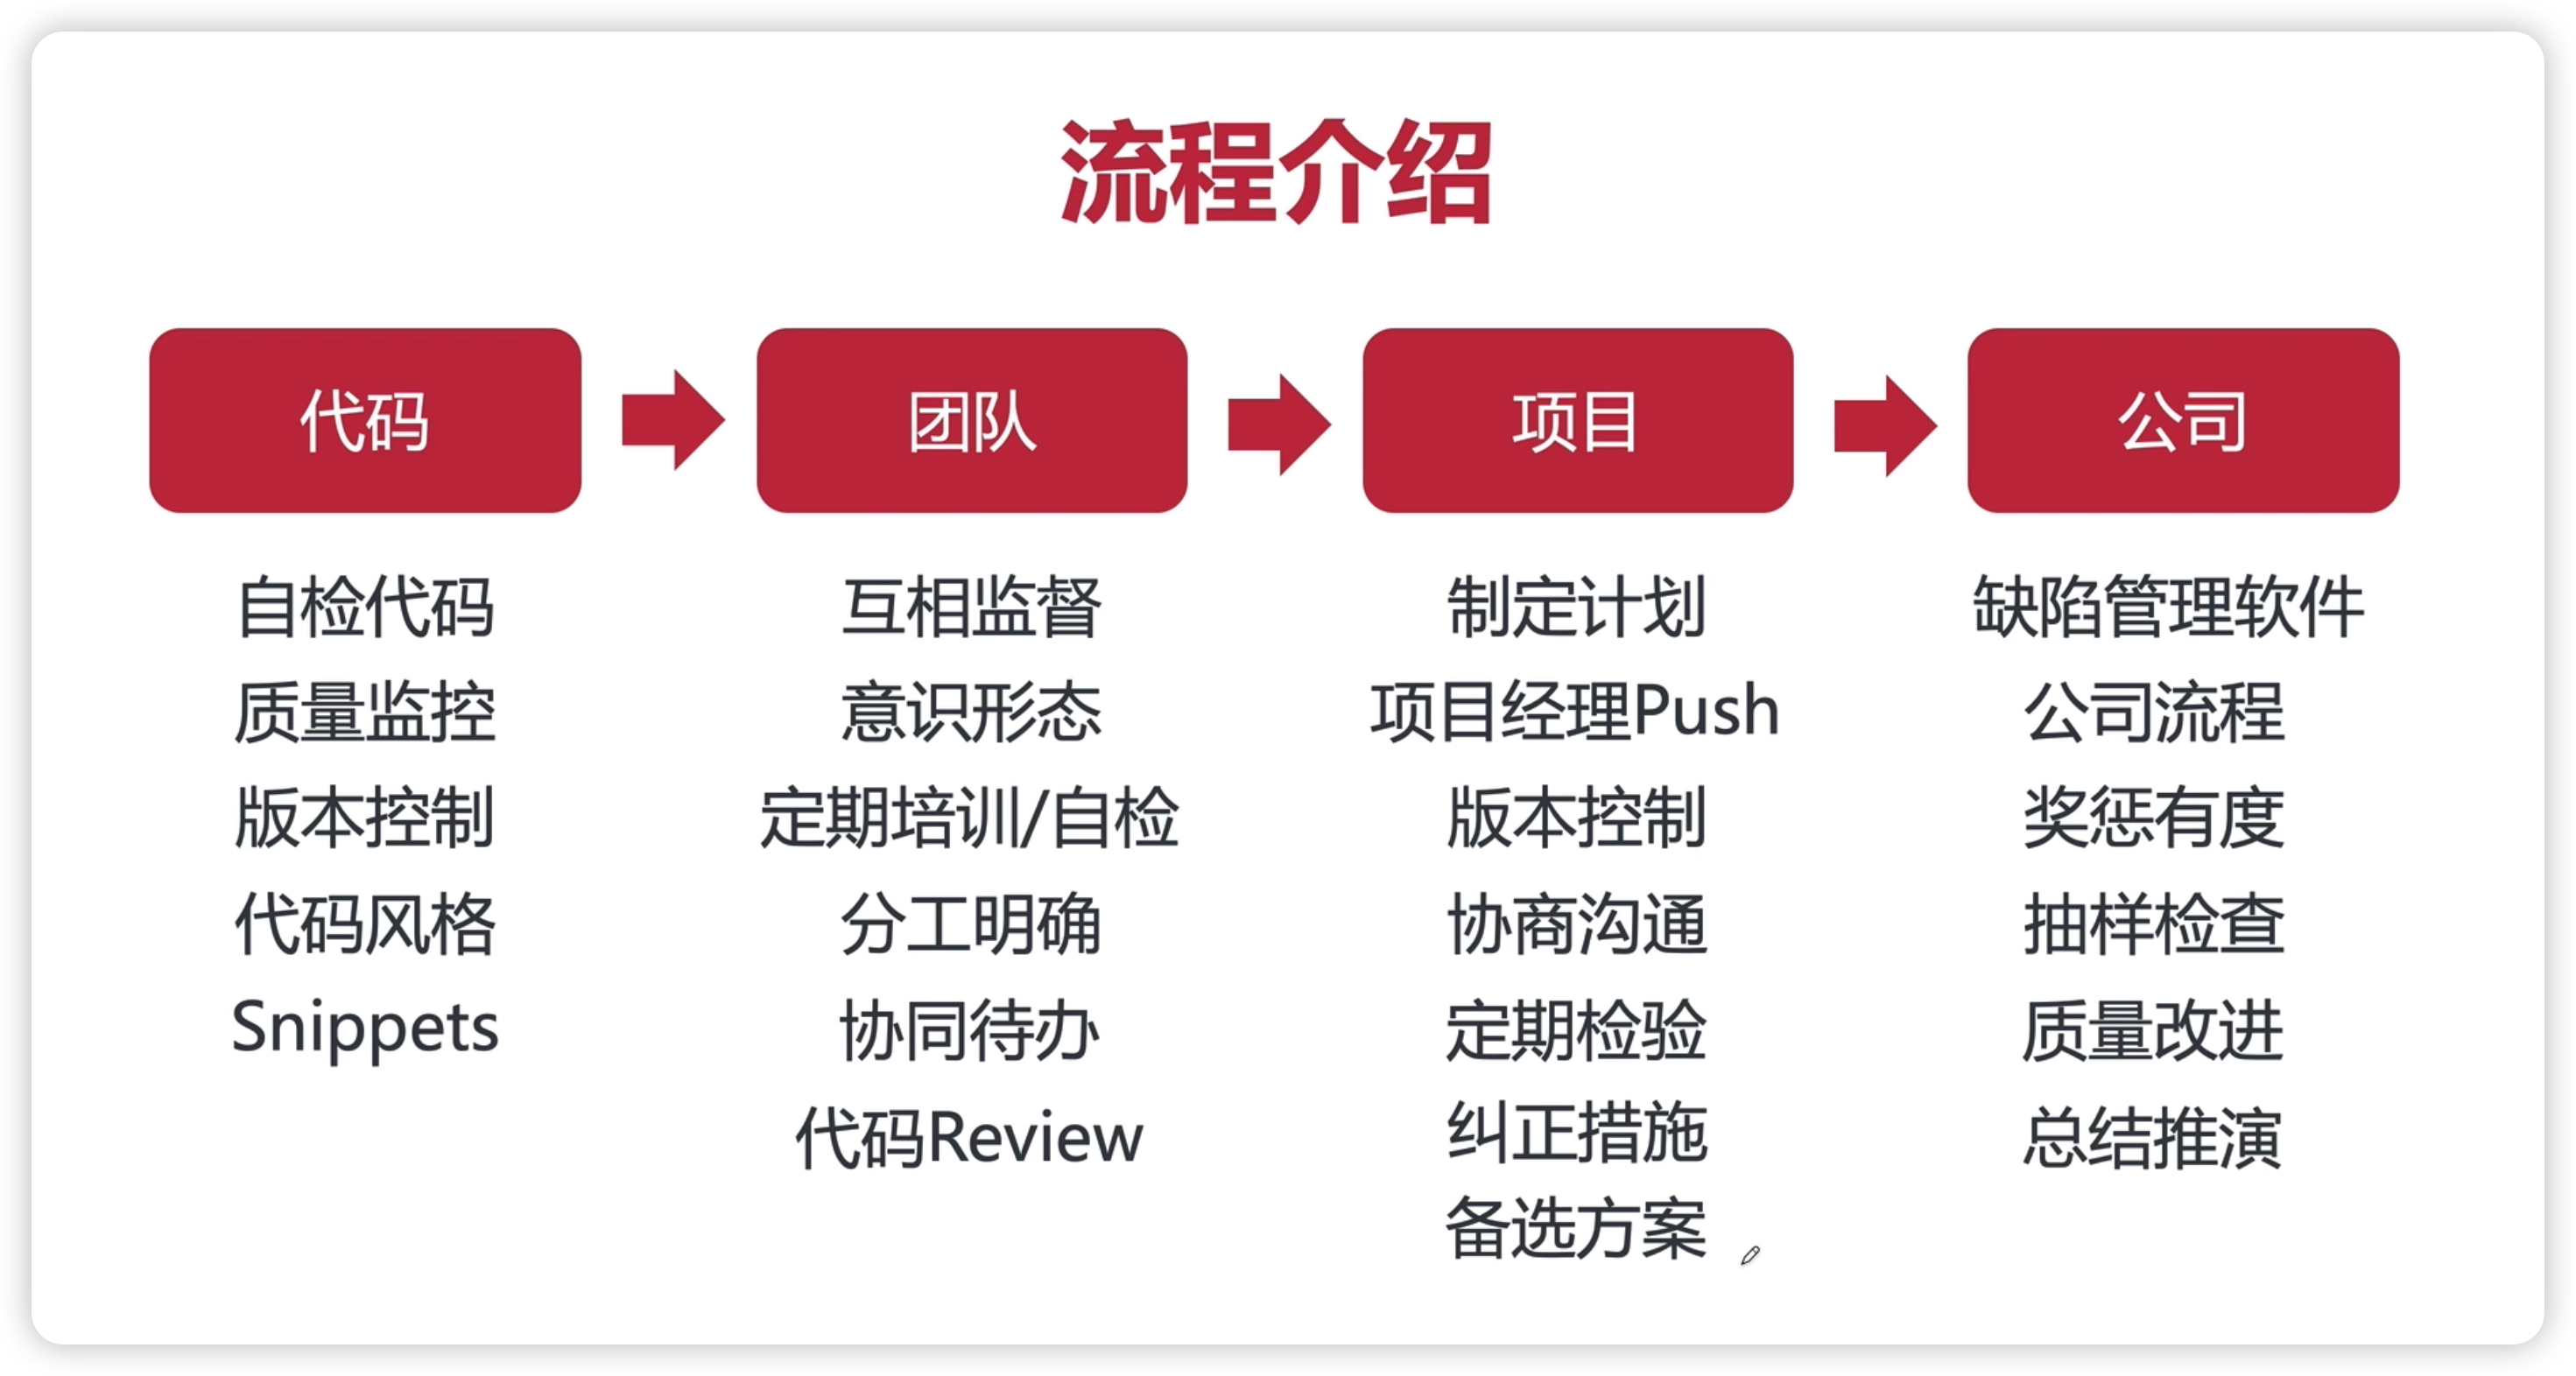 流程介绍
代码
团队
项目
公司
自检代码
质量监控
版本控制
代码风格
Snippets
互相监督
意识形态
定期培训/自检
分工明确
协同待办
代码Review
制定计划
项目经理Push
版本控制
协商沟通
定期检验
纠正措施
备选方案
缺陷管理软件
公司流程
奖惩有度
抽样检查
质量改进
总结推演